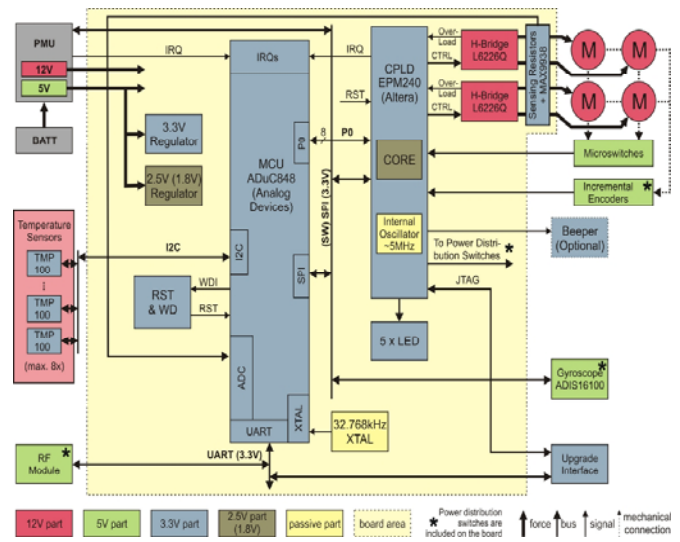 PMU
12V
5V
BATT
IRQ
IRQs
IRQ
3.3V
Regulator
2.5V (1.8V)
Regulator
MCU
ADuC848
(Analog
Devices)
P0
8
P0
(SW) SPI (3.3V)
RST
CPLD
EPM240
(Altera)
CORE
Internal
Oscillator
~5MHz
Over-
Load
CTRL
Over-
Load
CTRL
H-Bridge
L6226Q
H-Bridge
L6226Q
Sensing Resistors
+ MAX9938
M
M
M
M
Microswitches
Incremental
Encoders *
Beeper
(Optional)
To Power Distri-
bution Switches *
JTAG
5 x LED
Temperature
Sensors
TMP
100
TMP
100
TMP
100
(max. 8x)
I2C
I2C
RST
& WD
WDI
RST
SPI
ADC
XTAL
UART
32.768kHz
XTAL
UART (3.3V)
Gyroscope *
ADIS16100
RF *
Module
Upgrade
Interface
12V part
5V part
3.3V part
2.5V part
(1.8V)
passive part
board area
* Power distribution
switches are
included on the board
force
bus
signal
mechanical
connection